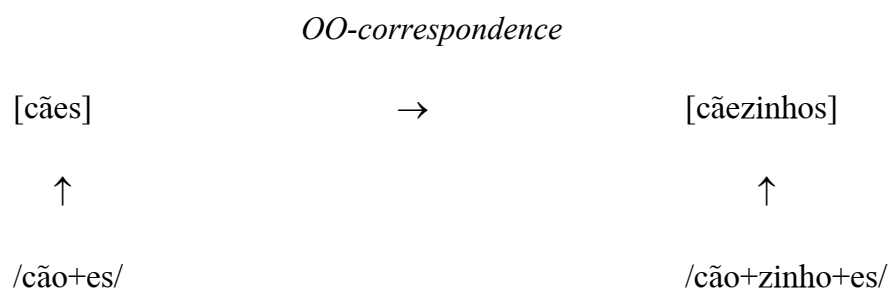 OO-correspondence
[cães] → [cãezinhos]
↑ ↑
/cão+es/ /cão+zinho+es/